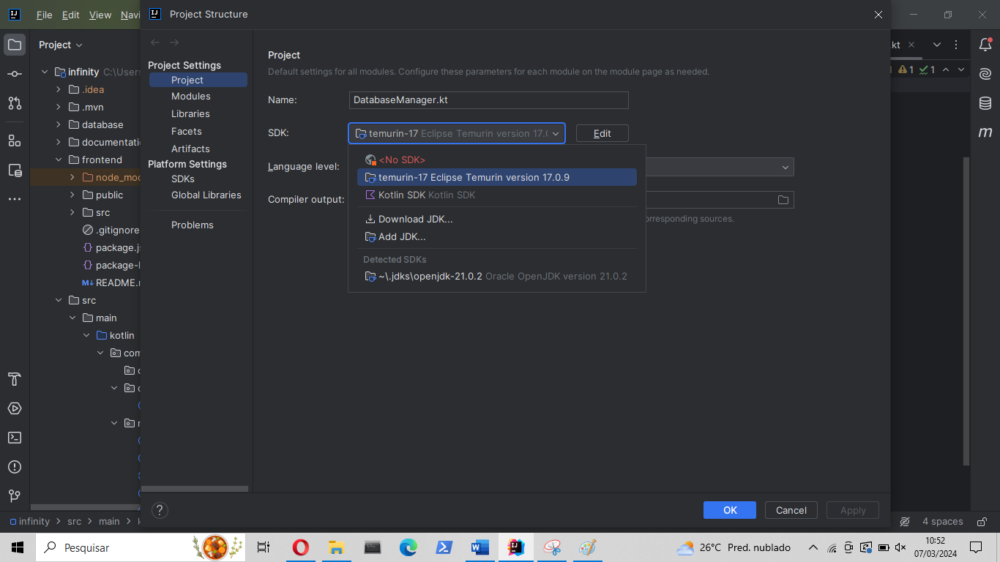 File Edit View Navi
Project Structure
Project
infinity C:\Users
.idea
.mvn
database
documentati
frontend
node_mod
public
src
.gitignore
package.js
package-l
README.m
src
main
kotlin
com
Project Settings
Project
Modules
Libraries
Facets
Artifacts
Platform Settings
SDKs
Global Libraries
Problems
Project
Default settings for all modules. Configure these parameters for each module on the module page as needed.
Name: DatabaseManager.kt
SDK: temurin-17 Eclipse Temurin version 17.0
Edit
Language level:
Compiler output:
orresponding sources.
<No SDK>
temurin-17 Eclipse Temurin version 17.0.9
Kotlin SDK Kotlin SDK
Download JDK...
Add JDK...
Detected SDKs
~\.jdks\openjdk-21.0.2 Oracle OpenJDK version 21.0.2
?
OK Cancel Apply
.kt
1 1
m
infinity > src > main >
4 spaces
Pesquisar
26°C Pred. nublado
10:52
07/03/2024